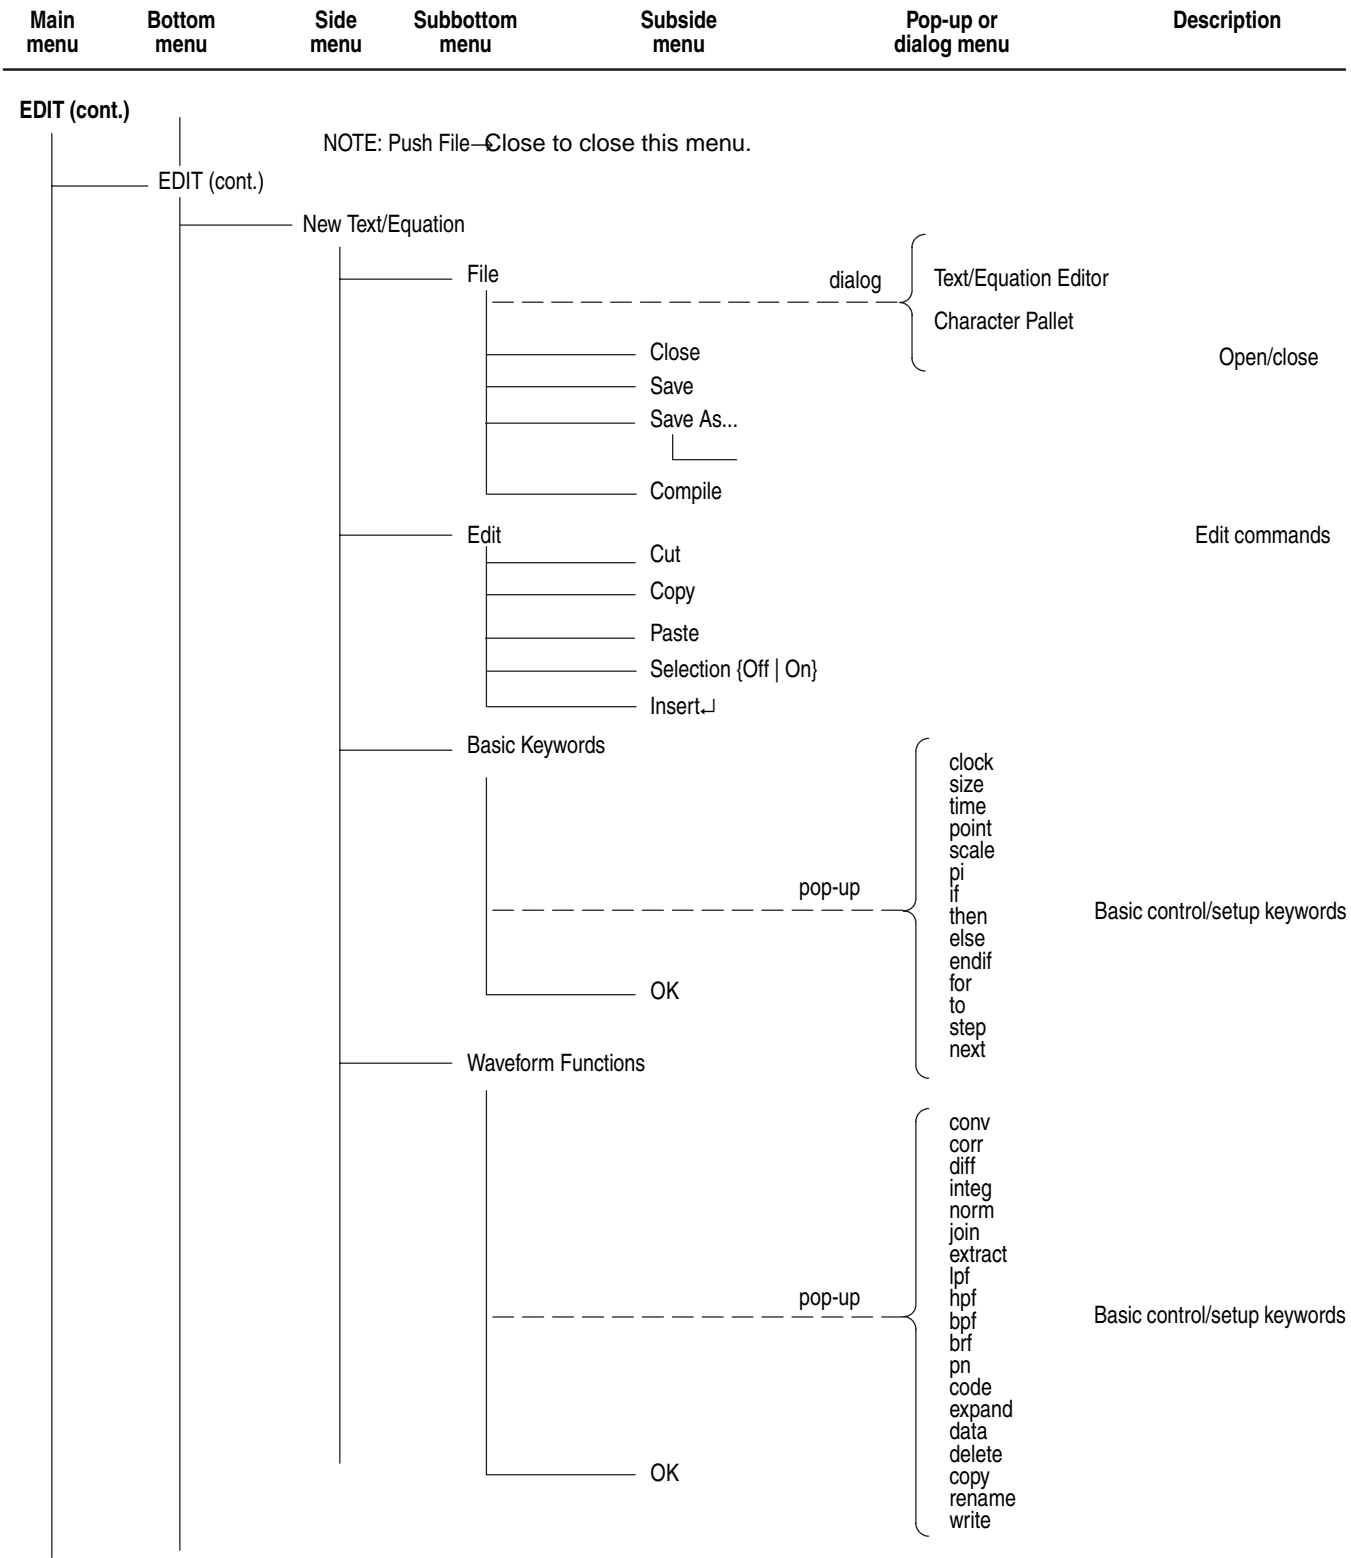 Main menu Bottom menu Side menu Subbottom menu Subside menu Pop-up or dialog menu Description
EDIT (cont.)
NOTE: Push File→Close to close this menu.
EDIT (cont.)
New Text/Equation
File
dialog
Text/Equation Editor
Character Pallet
Close
Open/close
Save
Save As...
Compile
Edit
Edit commands
Cut
Copy
Paste
Selection {Off | On}
Insert↵
Basic Keywords
clock
size
time
point
scale
pi
pop-up
if
then
Basic control/setup keywords
else
endif
for
OK
to
step
next
Waveform Functions
conv
corr
diff
integ
norm
join
extract
lpf
pop-up
hpf
bpf
Basic control/setup keywords
brf
pn
code
expand
data
delete
OK
copy
rename
write